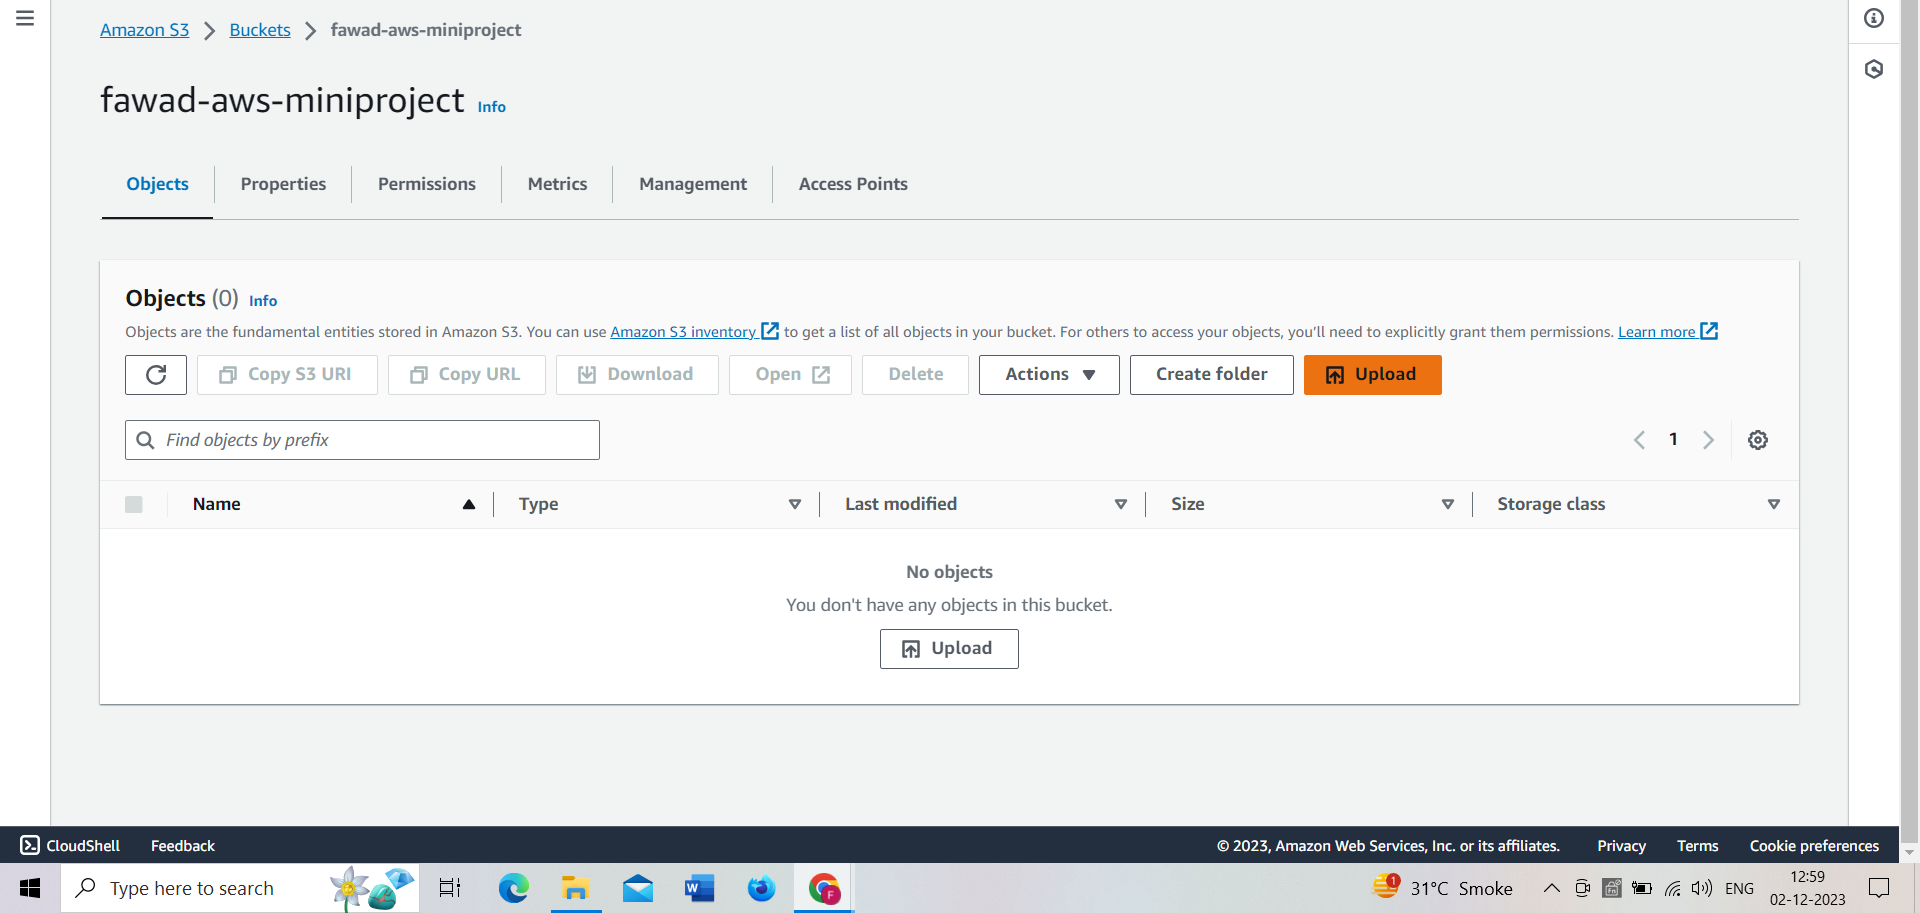 Amazon S3 > Buckets > fawad-aws-miniproject
fawad-aws-miniproject Info
Objects Properties Permissions Metrics Management Access Points
Objects (0) Info
Objects are the fundamental entities stored in Amazon S3. You can use Amazon S3 inventory to get a list of all objects in your bucket. For others to access your objects, you'll need to explicitly grant them permissions. Learn more
Copy S3 URI Copy URL Download Open Delete Actions Create folder Upload
Find objects by prefix 1
Name Type Last modified Size Storage class
No objects
You don't have any objects in this bucket.
Upload
CloudShell Feedback © 2023, Amazon Web Services, Inc. or its affiliates. Privacy Terms Cookie preferences
Type here to search 1 31°C Smoke ENG 12:59
02-12-2023